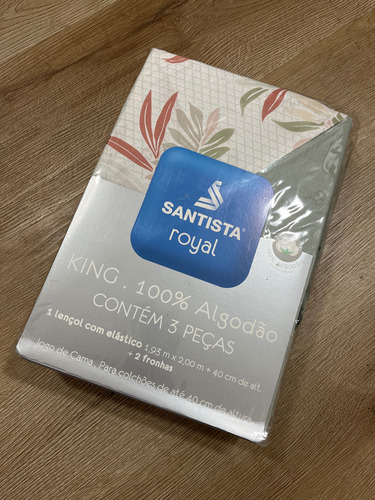 SANTISTA
royal
KING . 100% Algodão
CONTÉM 3 PEÇAS
1 lençol com elástico 1,93 m x 2,00 m + 40 cm de alt.
+ 2 fronhas
Jogo de Cama . Para colchões de até 40 cm de altura